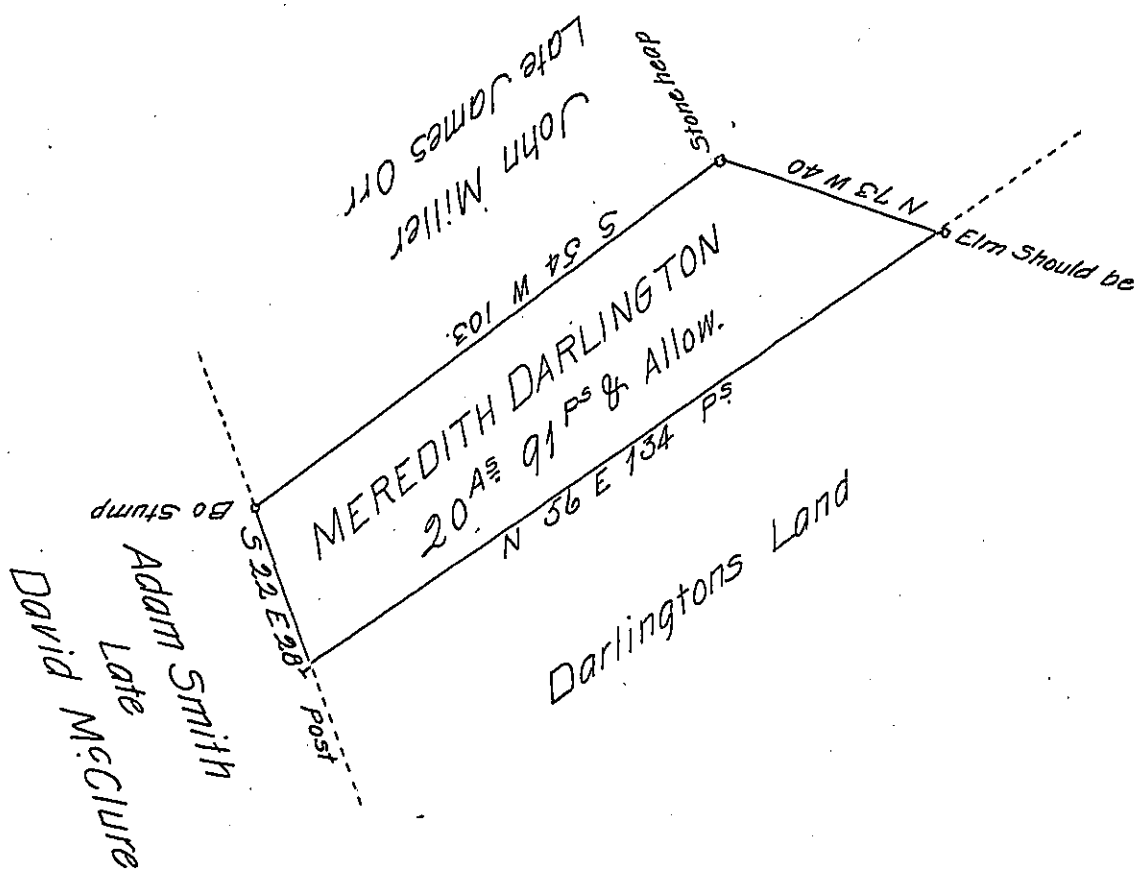 Late James Orr
John Miller
Stone heap
N 73 W 40
Elm Should be
S 54 W 103.
MEREDITH DARLINGTON
20 Aˢ 91 Pˢ & Allow.
N 56 E 134 Pˢ
Darlingtons Land
Bo Stump
S 22 E 28
Post
Adam Smith
Late
David McClure